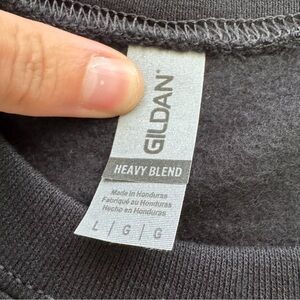 GILDAN
HEAVY BLEND
Made in Honduras
Fabriqué au Honduras
Hecho en Honduras
L / G / G